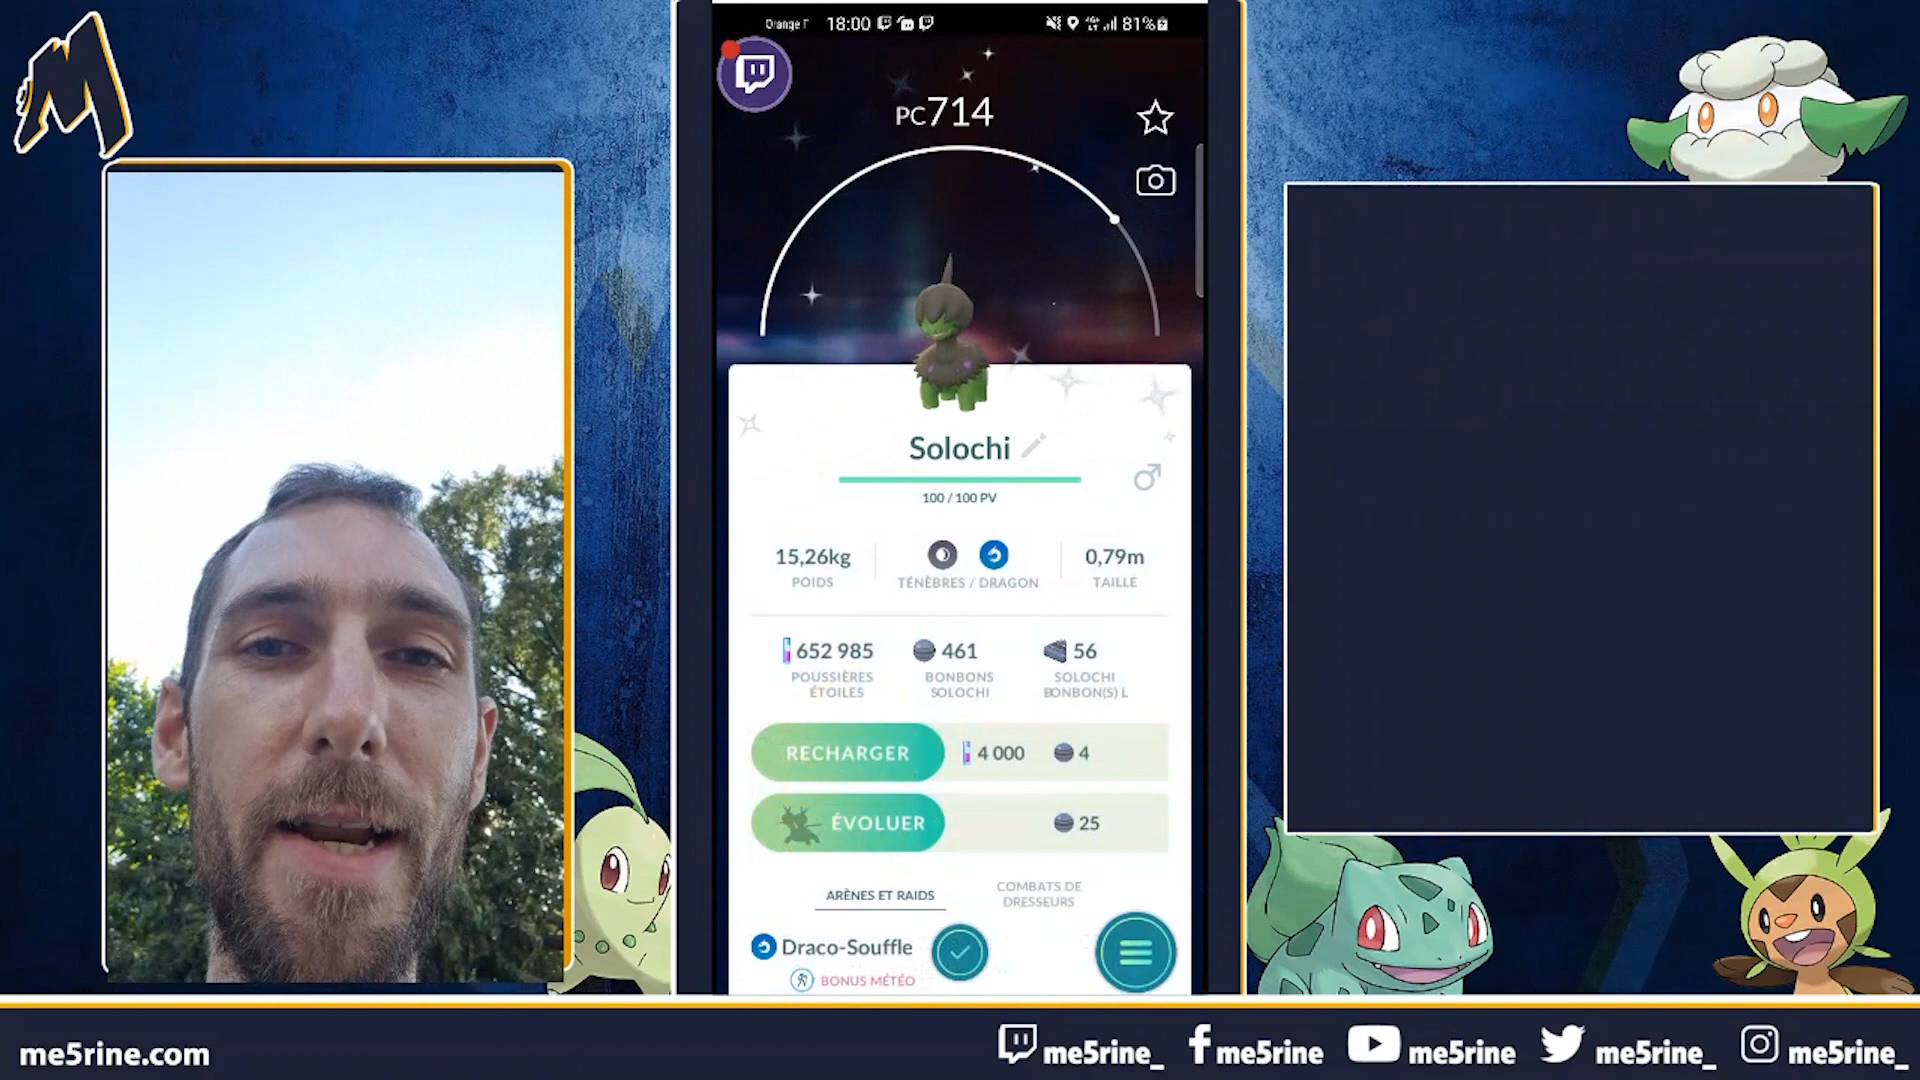 M
Orange F 18:00 81%
PC714
Solochi
100 / 100 PV
15,26kg
POIDS
TÉNÈBRES / DRAGON
0,79m
TAILLE
652 985
POUSSIÈRES
ÉTOILES
461
BONBONS
SOLOCHI
56
SOLOCHI
BONBON(S) L
RECHARGER 4 000 4
ÉVOLUER 25
ARÈNES ET RAIDS
COMBATS DE
DRESSEURS
Draco-Souffle
BONUS MÉTÉO
me5rine.com
me5rine_ me5rine me5rine me5rine_ me5rine_